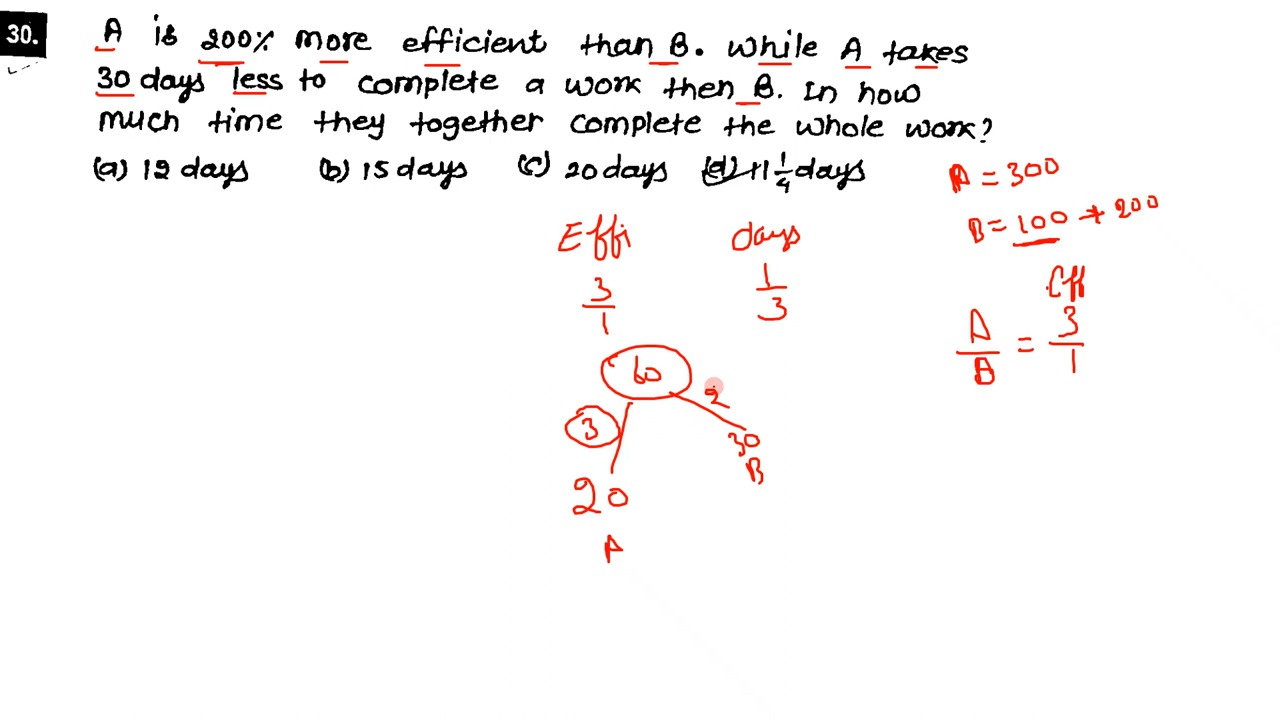 30.
A is 200% more efficient than B. While A takes
30 days less to complete a work then B. In how
much time they together complete the whole work?
(a) 12 days (b) 15 days (c) 20 days (d) 11 1/4 days
A = 300
B = 100 + 200
Effi days
3/1 1/3
Eff
A/B = 3/1
60
3 2
30
B
20
A